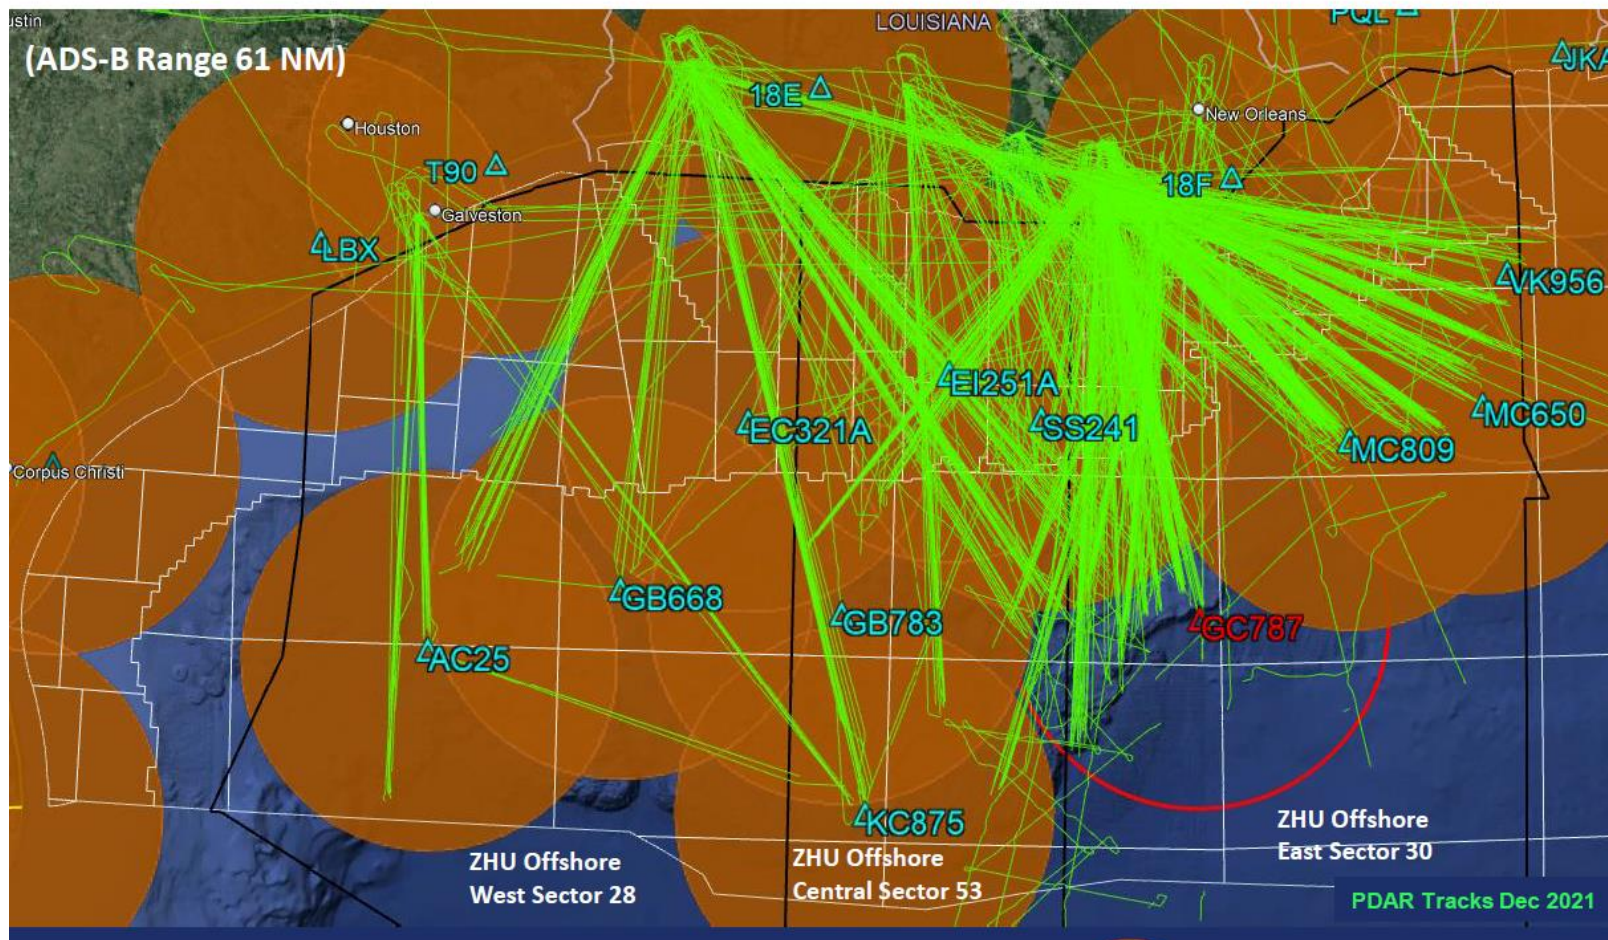 ustin
LOUISIANA
PQL
(ADS-B Range 61 NM)
JKA
18E
New Orleans
Houston
T90
18F
Galveston
LBX
VK956
EI251A
MC650
EC321A
SS241
MC809
Corpus Christi
GB668
GB783
GC787
AC25
KC875
ZHU Offshore
East Sector 30
ZHU Offshore
West Sector 28
ZHU Offshore
Central Sector 53
PDAR Tracks Dec 2021